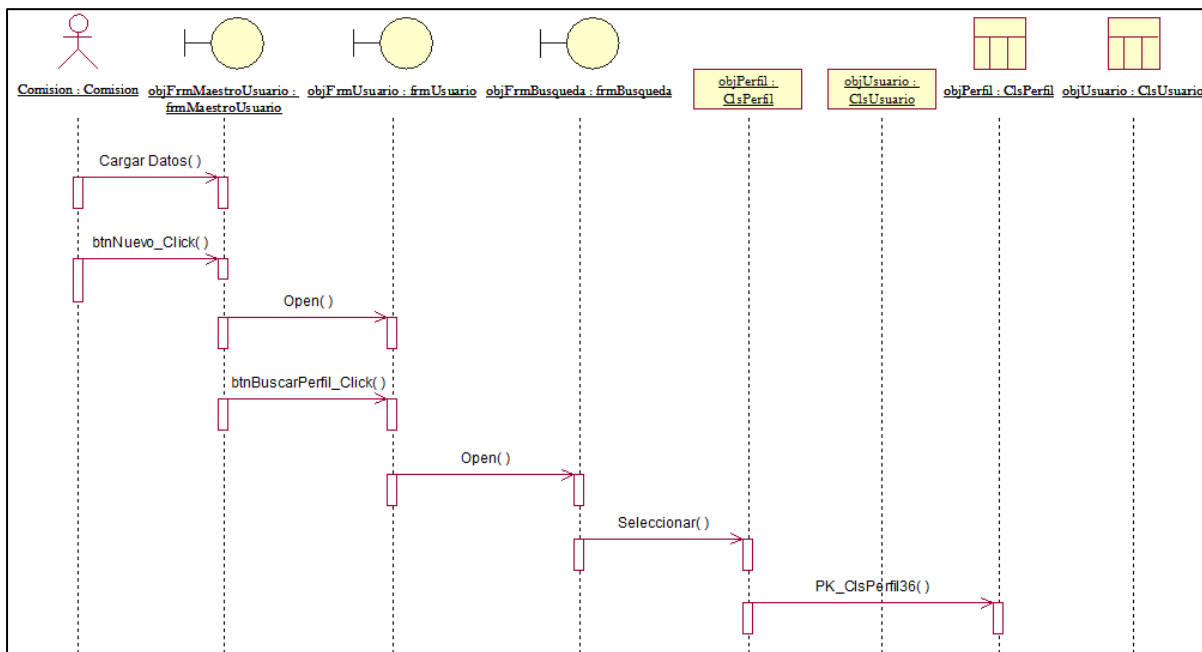 Comision : Comision
objFrmMaestroUsuario :
frmMaestroUsuario
objFrmUsuario : frmUsuario
objFrmBusqueda : frmBusqueda
objPerfil :
ClsPerfil
objUsuario :
ClsUsuario
objPerfil : ClsPerfil
objUsuario : ClsUsuario
Cargar Datos( )
btnNuevo_Click( )
Open( )
btnBuscarPerfil_Click( )
Open( )
Seleccionar( )
PK_ClsPerfil36( )